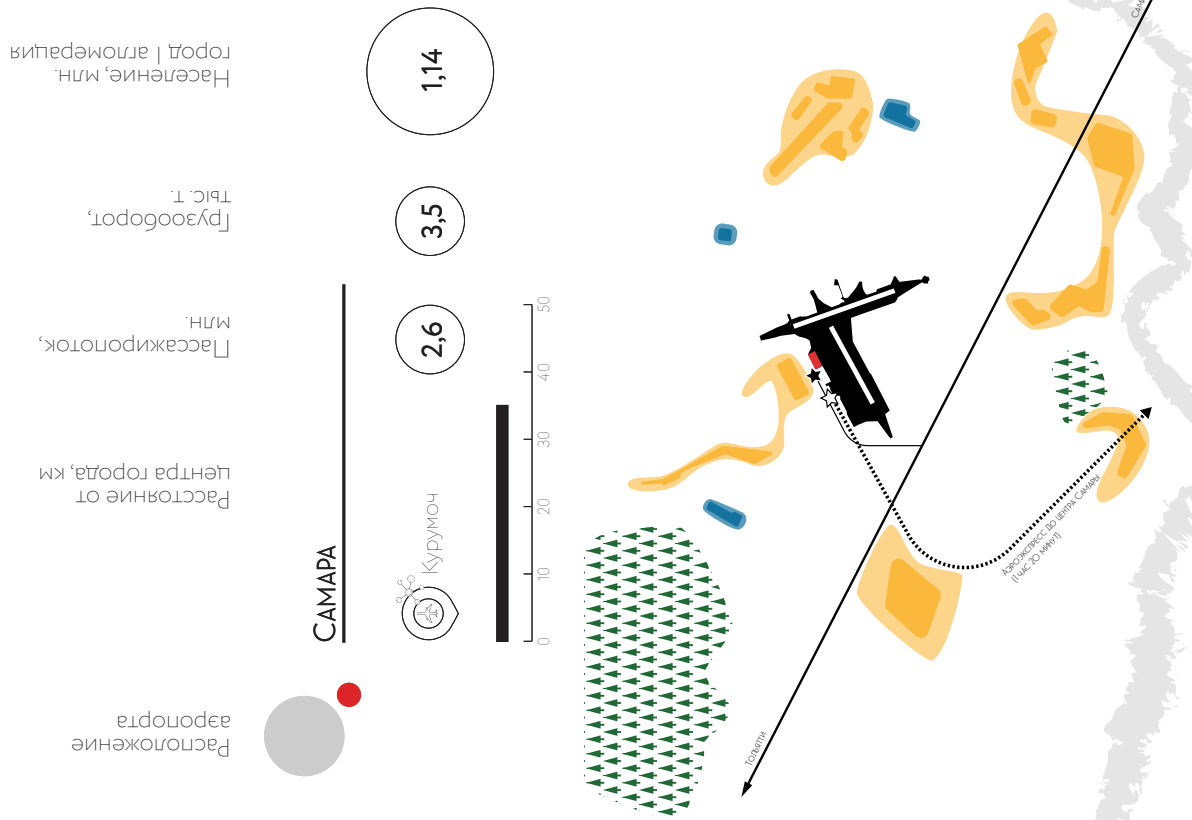 Население, млн.
город | агломерация
1,14
Грузооборот,
тыс. т.
3,5
Пассажиропоток,
млн.
2,6
Расстояние от
центра города, км
0
10
20
30
40
50
САМАРА
Курумоч
Расположение
аэропорта
ТОЛЬЯТТИ
АЭРОЭКСПРЕСС ДО ЦЕНТРА САМАРЫ
(1 ЧАС 20 МИНУТ)